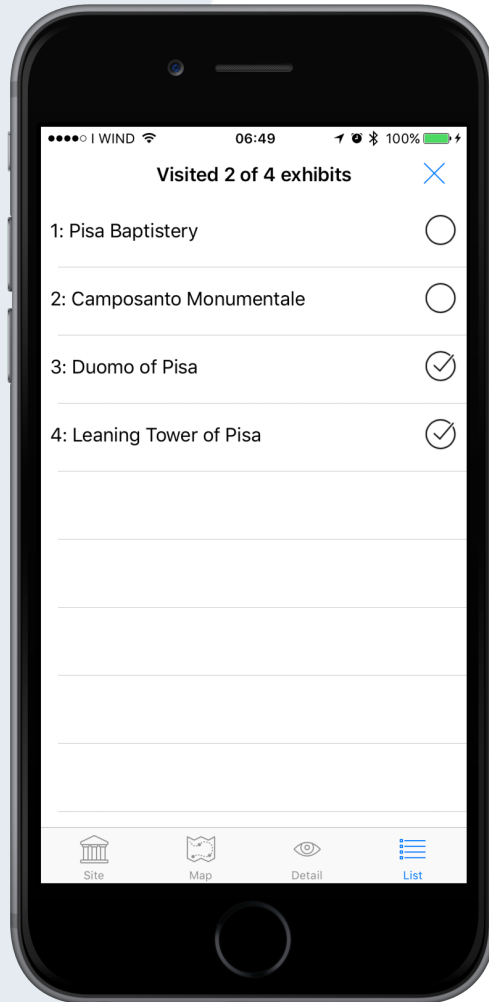 I WIND 06:49 100%
Visited 2 of 4 exhibits
1: Pisa Baptistery
2: Camposanto Monumentale
3: Duomo of Pisa
4: Leaning Tower of Pisa
Site Map Detail List